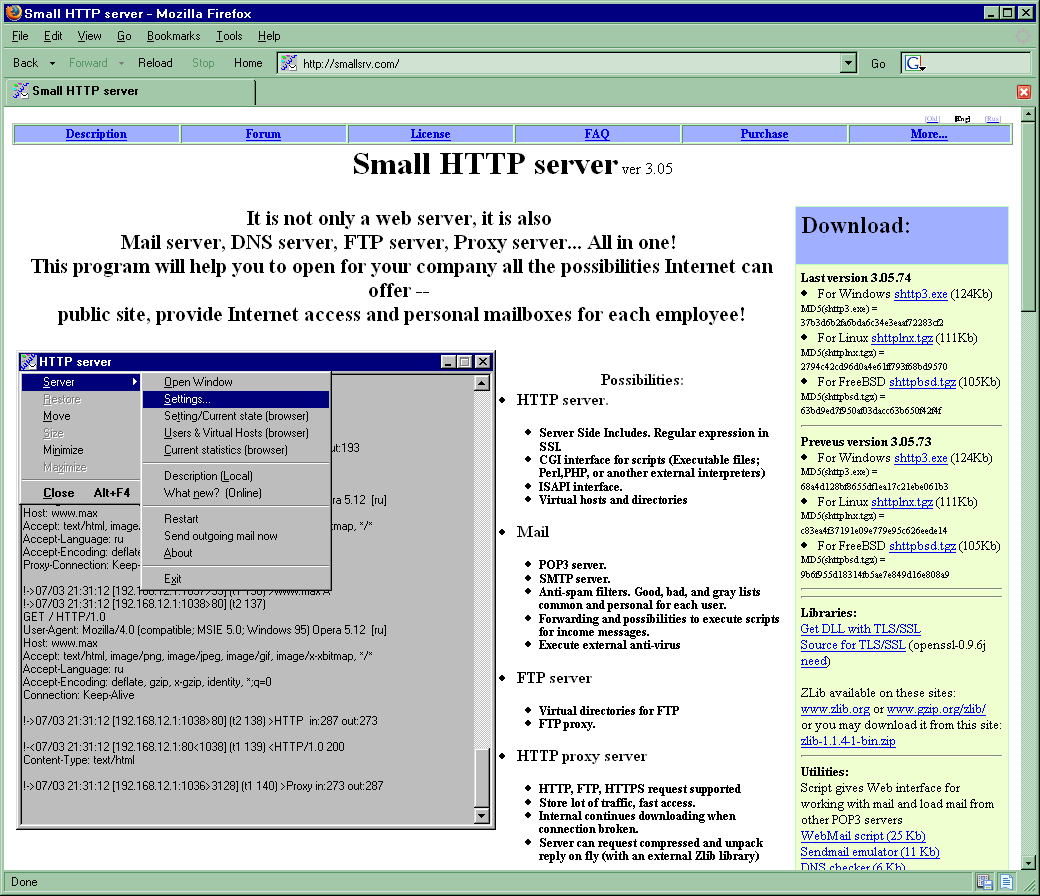 Small HTTP server - Mozilla Firefox
File Edit View Go Bookmarks Tools Help
Back Forward Reload Stop Home http://smallsrv.com/ Go
Small HTTP server
[Old] [Eng] [Rus]
Description Forum License FAQ Purchase More...
Small HTTP server ver 3.05
It is not only a web server, it is also
Mail server, DNS server, FTP server, Proxy server... All in one!
This program will help you to open for your company all the possibilities Internet can
offer --
public site, provide Internet access and personal mailboxes for each employee!
HTTP server
Server
Restore
Move
Size
Minimize
Maximize
Close Alt+F4
Open Window
Settings...
Setting/Current state (browser)
Users & Virtual Hosts (browser)
Current statistics (browser)
Description (Local)
What new? (Online)
Restart
Send outgoing mail now
About
Exit
ut:193
ra 5.12 [ru]
Host: www.max
Accept: text/html, image. tmap, */*
Accept-Language: ru
Accept-Encoding: deflate
Proxy-Connection: Keep-
!->07/03 21:31:12 [192.168.12.1:1038>80] (t2 137)
GET / HTTP/1.0
User-Agent: Mozilla/4.0 (compatible; MSIE 5.0; Windows 95) Opera 5.12 [ru]
Host: www.max
Accept: text/html, image/png, image/jpeg, image/gif, image/x-xbitmap, */*
Accept-Language: ru
Accept-Encoding: deflate, gzip, x-gzip, identity, *;q=0
Connection: Keep-Alive
!->07/03 21:31:12 [192.168.12.1:1038>80] (t2 138) >HTTP in:287 out:273
!-<07/03 21:31:12 [192.168.12.1:80<1038] (t1 139) <HTTP/1.0 200
Content-Type: text/html
!->07/03 21:31:12 [192.168.12.1:1036>3128] (t1 140) >Proxy in:273 out:287
Possibilities:
HTTP server.
Server Side Includes. Regular expression in
SSI.
CGI interface for scripts (Executable files;
Perl,PHP, or another external interpreters)
ISAPI interface.
Virtual hosts and directories
Mail
POP3 server.
SMTP server.
Anti-spam filters. Good, bad, and gray lists
common and personal for each user.
Forwarding and possibilities to execute scripts
for income messages.
Execute external anti-virus
FTP server
Virtual directories for FTP
FTP proxy.
HTTP proxy server
HTTP, FTP, HTTPS request supported
Store lot of traffic, fast access.
Internal continues downloading when
connection broken.
Server can request compressed and unpack
reply on fly (with an external Zlib library)
Download:
Last version 3.05.74
For Windows shttp3.exe (124Kb)
MD5(shttp3.exe) =
37b3d6b2fa6bda6c34e3eaaf72283cf2
For Linux shttplnx.tgz (111Kb)
MD5(shttplnx.tgz) =
2794c42cd96d0a4e61ff793f68bd9570
For FreeBSD shttpbsd.tgz (105Kb)
MD5(shttpbsd.tgz) =
63bd9ed7f950af03dacc63b650f42f4f
Preveus version 3.05.73
For Windows shttp3.exe (124Kb)
MD5(shttp3.exe) =
68a4d128bf8655df1ea17c21ebe061b3
For Linux shttplnx.tgz (111Kb)
MD5(shttplnx.tgz) =
c83ea4f37191e09e779e95c626eede14
For FreeBSD shttpbsd.tgz (105Kb)
MD5(shttpbsd.tgz) =
9b6f955d18314fb5ae7e849d16e808a9
Libraries:
Get DLL with TLS/SSL
Source for TLS/SSL (openssl-0.9.6j
need)
ZLib available on these sites:
www.zlib.org or www.gzip.org/zlib/
or you may download it from this site:
zlib-1.1.4-1-bin.zip
Utilities:
Script gives Web interface for
working with mail and load mail from
other POP3 servers
WebMail script (25 Kb)
Sendmail emulator (11 Kb)
DNS checker (6 Kb)
Done